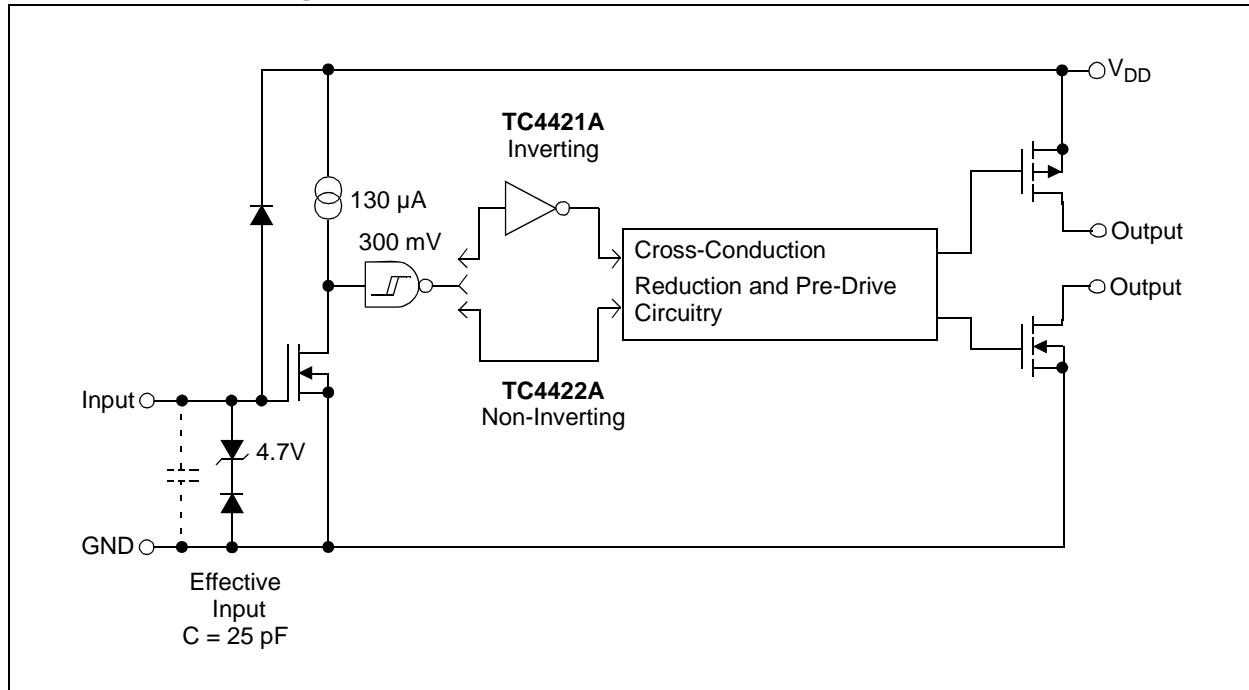 V_DD
TC4421A
Inverting
130 µA
300 mV
Output
Cross-Conduction
Reduction and Pre-Drive
Circuitry
Output
Input
TC4422A
Non-Inverting
4.7V
GND
Effective
Input
C = 25 pF